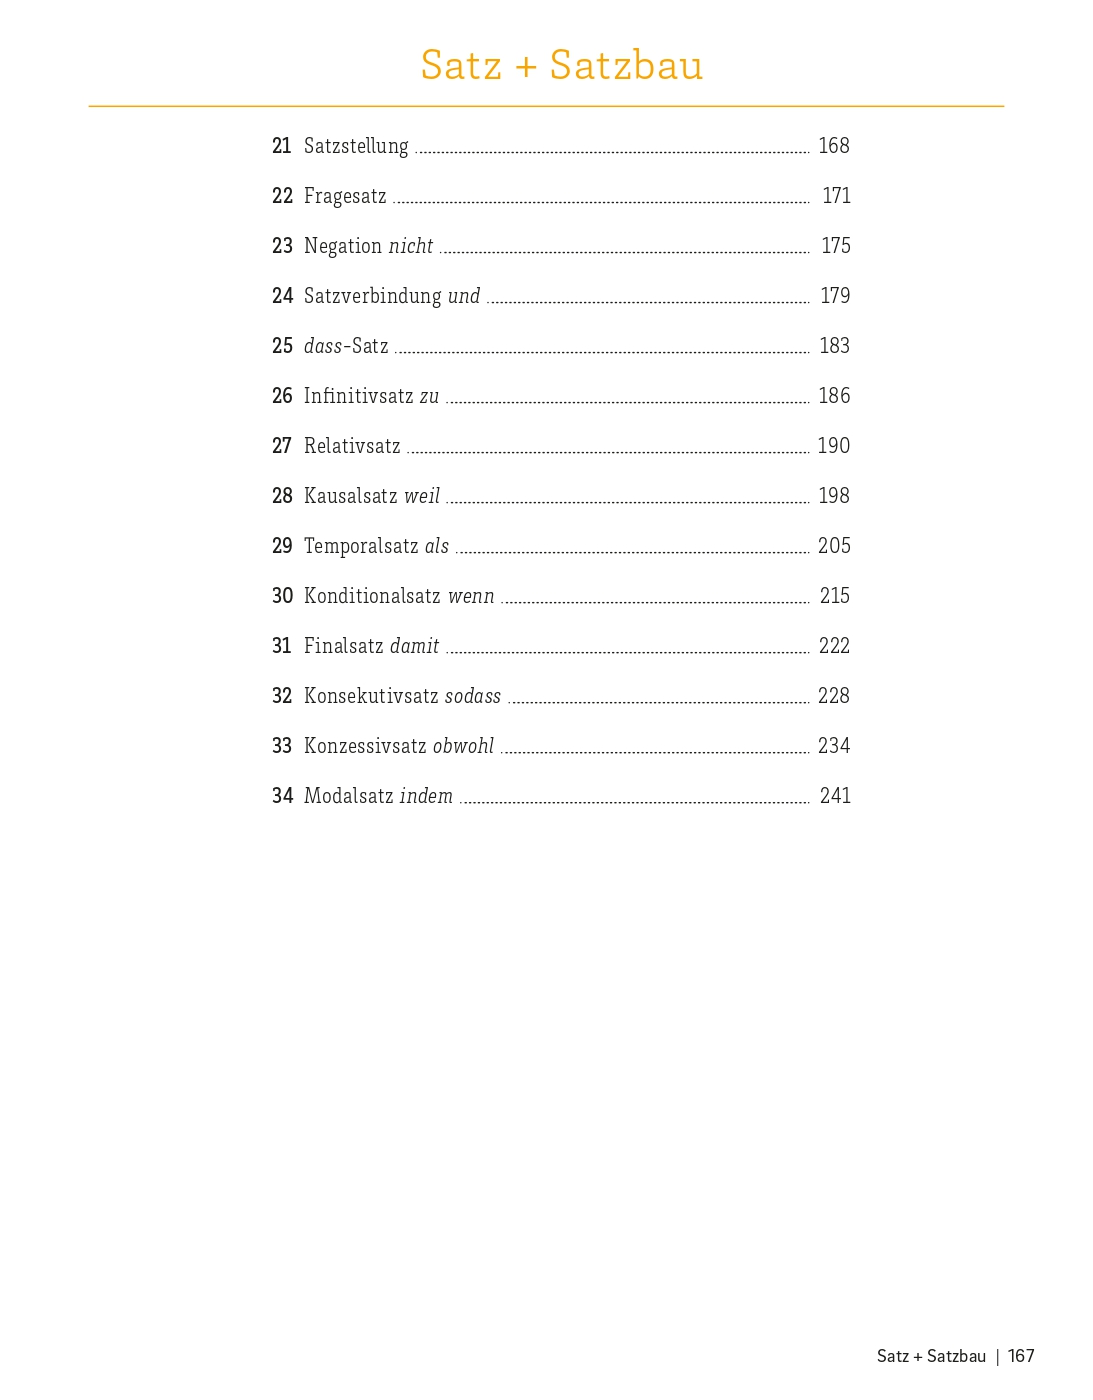 Satz + Satzbau
21 Satzstellung 168
22 Fragesatz 171
23 Negation nicht 175
24 Satzverbindung und 179
25 dass-Satz 183
26 Infinitivsatz zu 186
27 Relativsatz 190
28 Kausalsatz weil 198
29 Temporalsatz als 205
30 Konditionalsatz wenn 215
31 Finalsatz damit 222
32 Konsekutivsatz sodass 228
33 Konzessivsatz obwohl 234
34 Modalsatz indem 241
Satz + Satzbau | 167